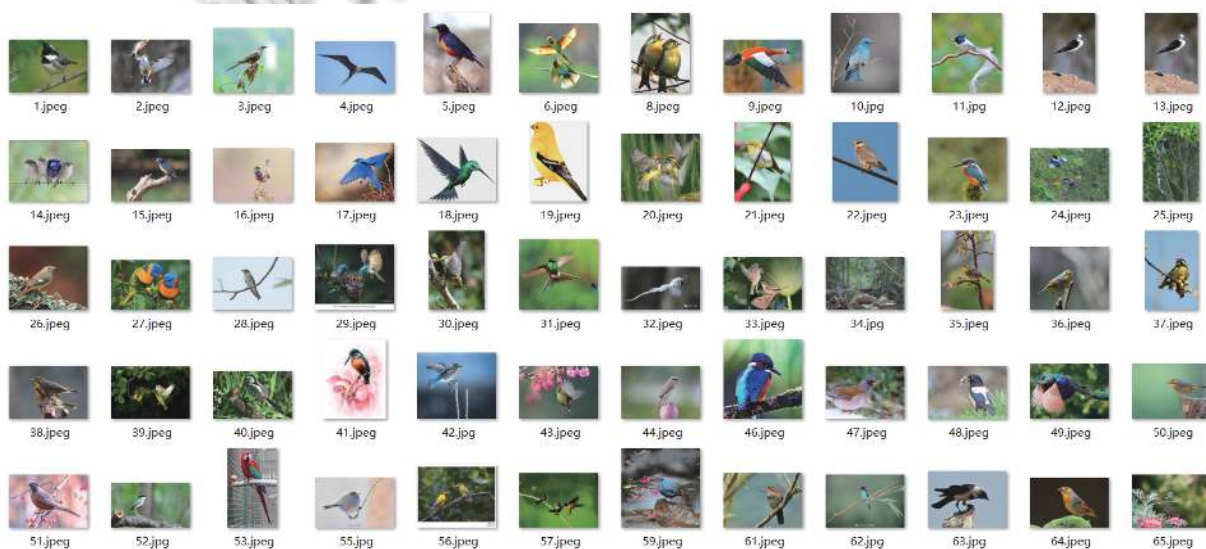 1.jpeg 2.jpeg 3.jpeg 4.jpeg 5.jpeg 6.jpeg 8.jpeg 9.jpeg 10.jpg 11.jpg 12.jpeg 13.jpeg
14.jpeg 15.jpeg 16.jpeg 17.jpeg 18.jpeg 19.jpeg 20.jpeg 21.jpeg 22.jpeg 23.jpeg 24.jpeg 25.jpeg
26.jpeg 27.jpeg 28.jpeg 29.jpeg 30.jpeg 31.jpeg 32.jpeg 33.jpeg 34.jpg 35.jpeg 36.jpeg 37.jpeg
38.jpeg 39.jpeg 40.jpeg 41.jpeg 42.jpg 43.jpeg 44.jpeg 46.jpeg 47.jpeg 48.jpeg 49.jpeg 50.jpeg
51.jpeg 52.jpg 53.jpeg 55.jpg 56.jpeg 57.jpeg 59.jpeg 61.jpeg 62.jpg 63.jpg 64.jpeg 65.jpeg